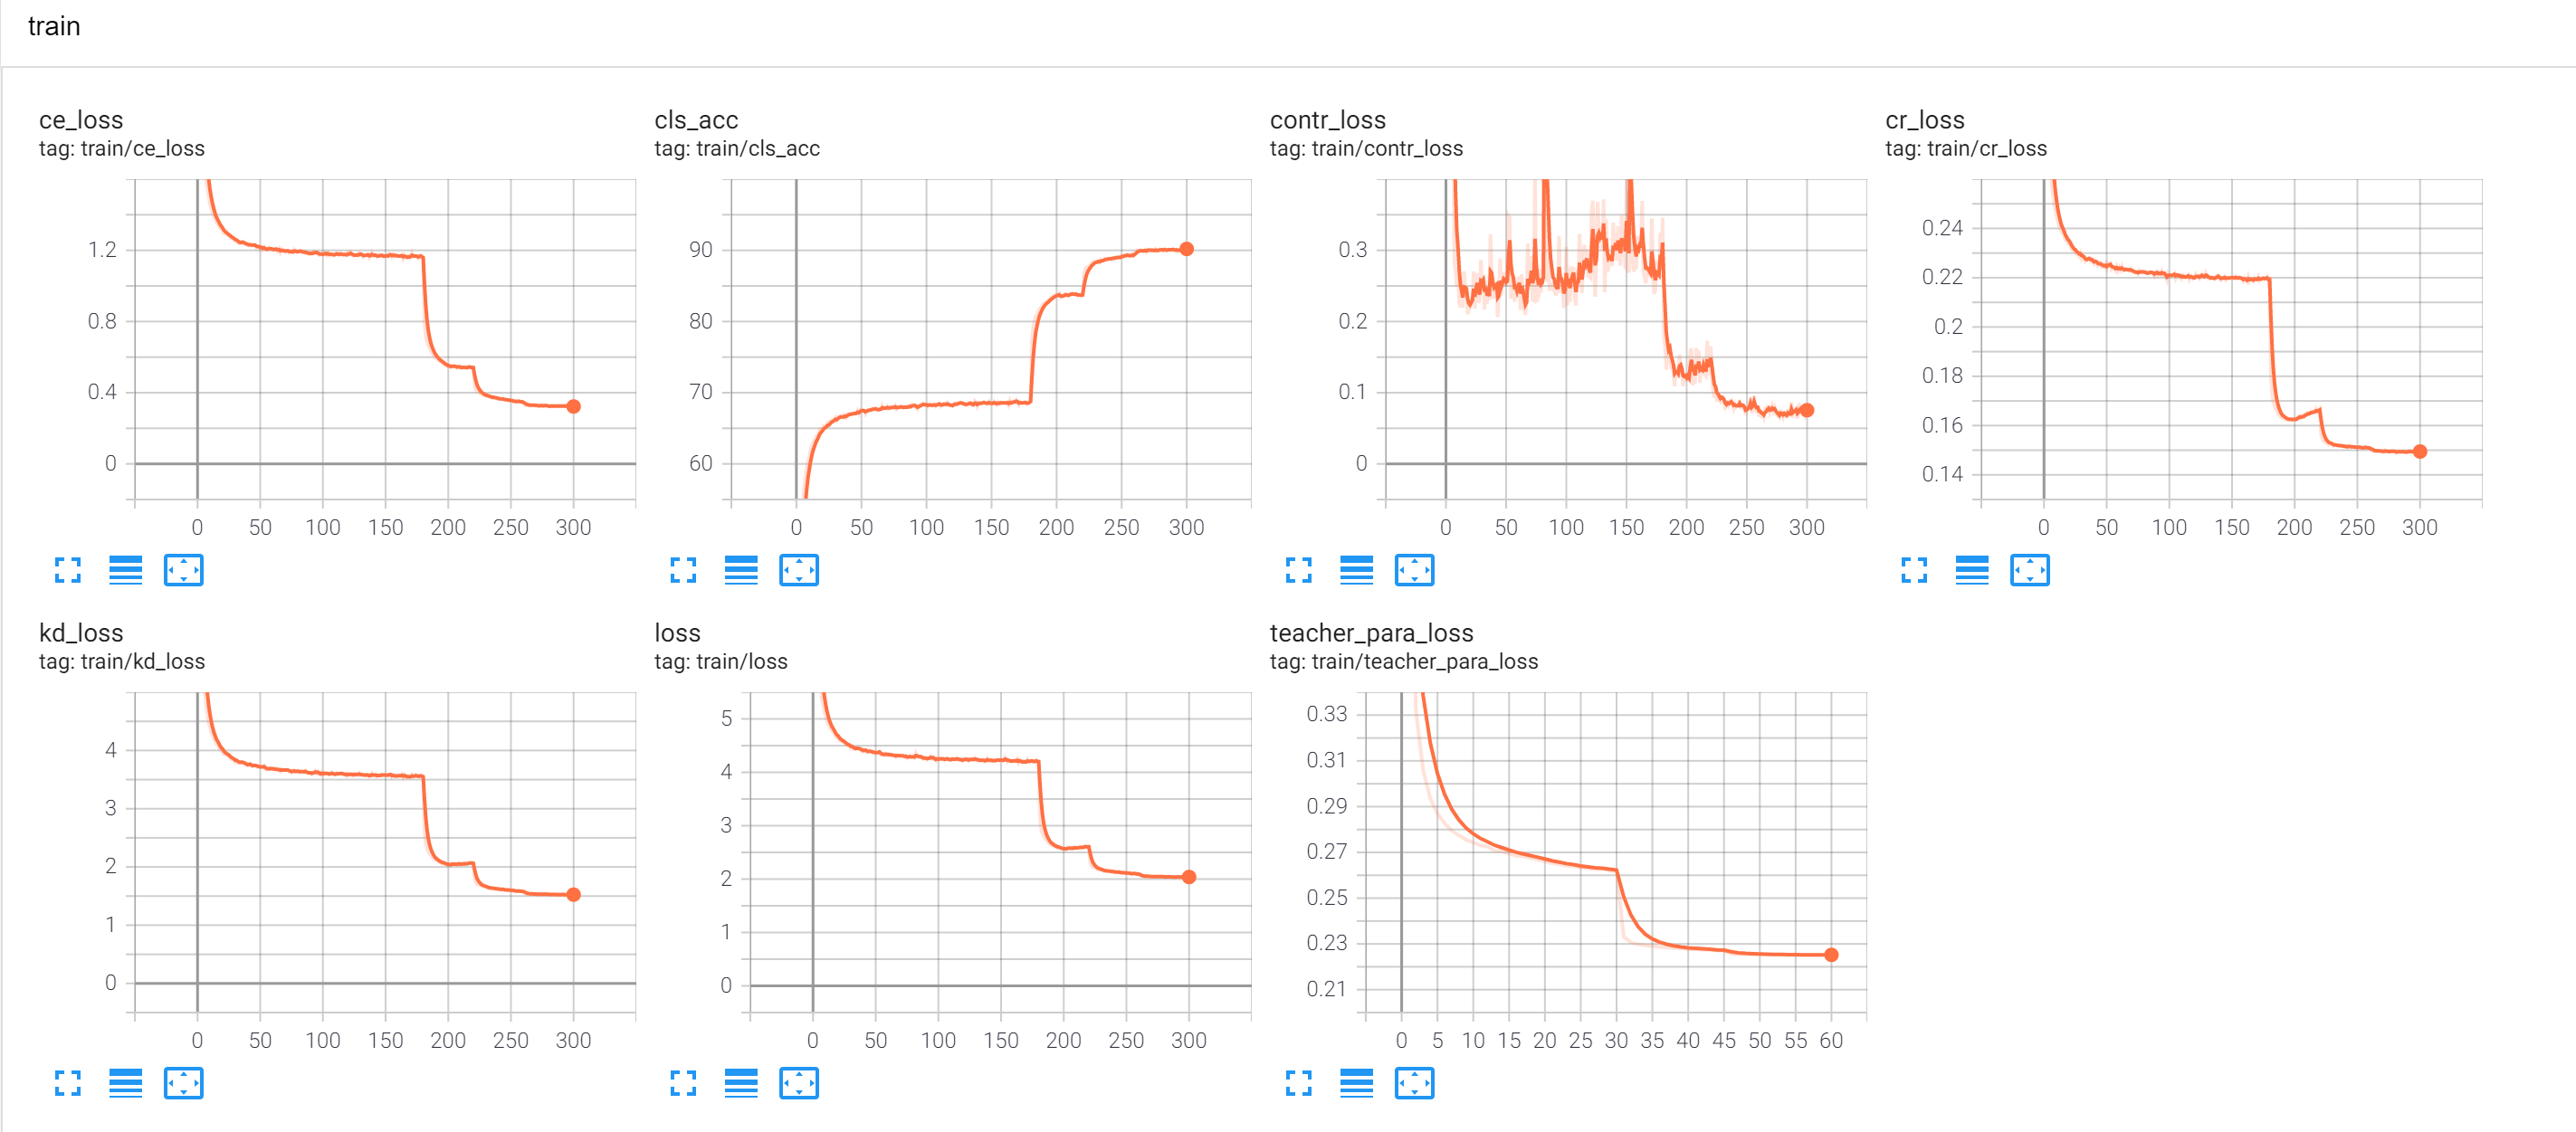 train
ce_loss
tag: train/ce_loss
1.2
0.8
0.4
0
0 50 100 150 200 250 300
cls_acc
tag: train/cls_acc
90
80
70
60
0 50 100 150 200 250 300
contr_loss
tag: train/contr_loss
0.3
0.2
0.1
0
0 50 100 150 200 250 300
cr_loss
tag: train/cr_loss
0.24
0.22
0.2
0.18
0.16
0.14
0 50 100 150 200 250 300
kd_loss
tag: train/kd_loss
4
3
2
1
0
0 50 100 150 200 250 300
loss
tag: train/loss
5
4
3
2
1
0
0 50 100 150 200 250 300
teacher_para_loss
tag: train/teacher_para_loss
0.33
0.31
0.29
0.27
0.25
0.23
0.21
0 5 10 15 20 25 30 35 40 45 50 55 60